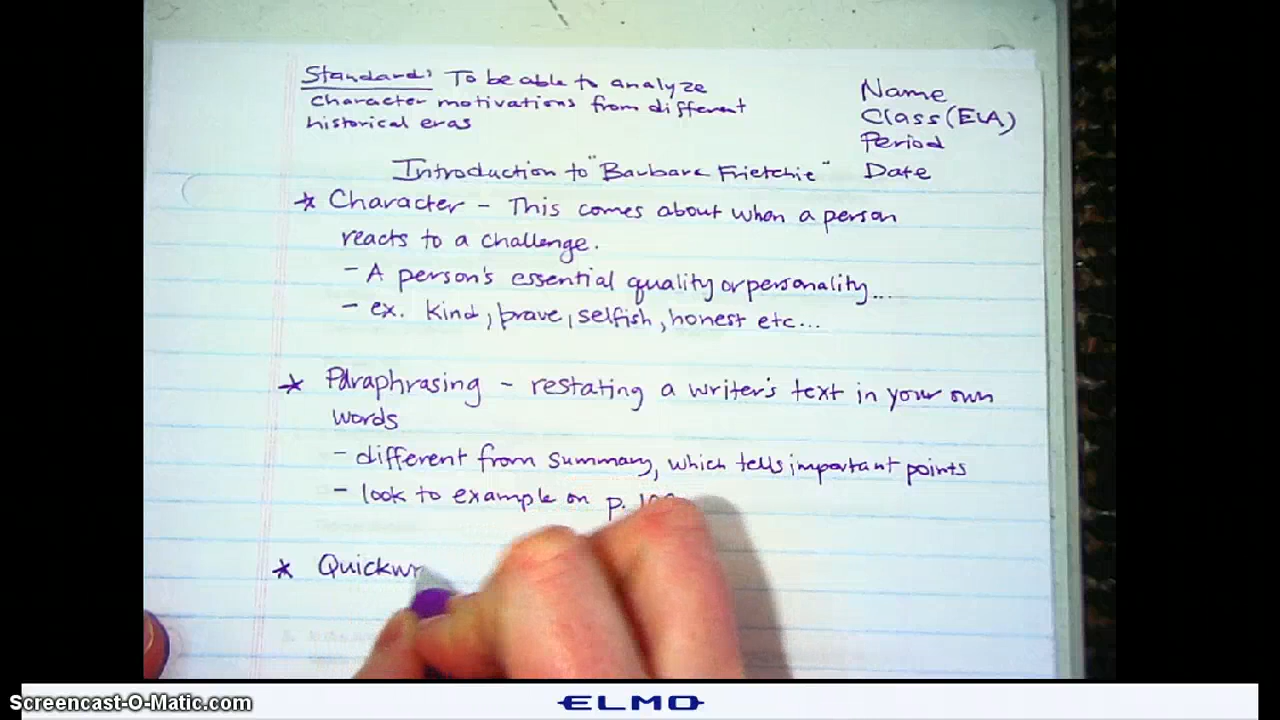 Standard: To be able to analyze
character motivations from different
historical eras
Name
Class (ELA)
Period
Date
Introduction to "Barbara Frietchie"
* Character - This comes about when a person
reacts to a challenge.
- A person's essential quality or personality...
- ex. kind, brave, selfish, honest etc...
* Paraphrasing - restating a writer's text in your own
words
- different from summary, which tells important points
- look to example on p.
* Quickwr
Screencast-O-Matic.com
ELMO